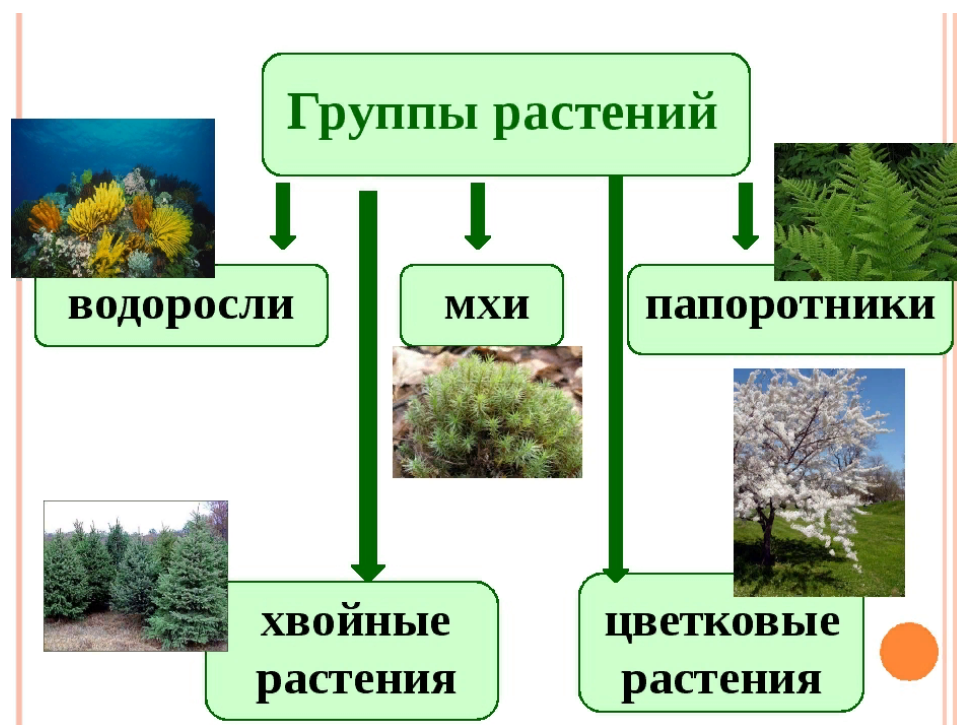 Группы растений
водоросли
мхи
папоротники
хвойные
растения
цветковые
растения